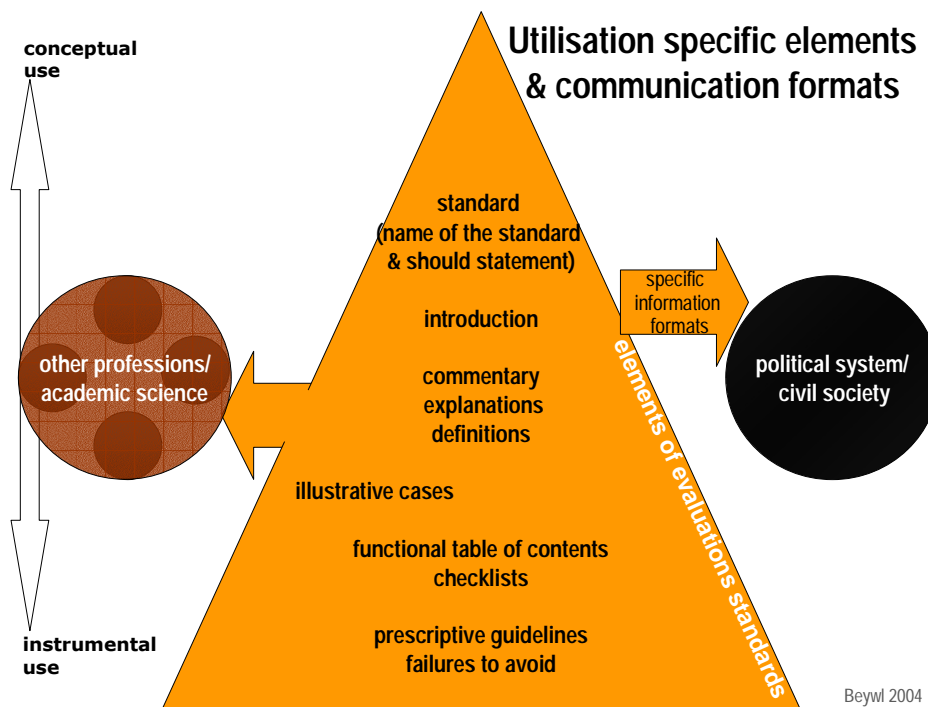 Utilisation specific elements
& communication formats
conceptual
use
standard
(name of the standard
& should statement)
introduction
commentary
explanations
definitions
illustrative cases
functional table of contents
checklists
prescriptive guidelines
failures to avoid
specific
information
formats
elements of evaluations standards
other professions/
academic science
political system/
civil society
instrumental
use
Beywl 2004